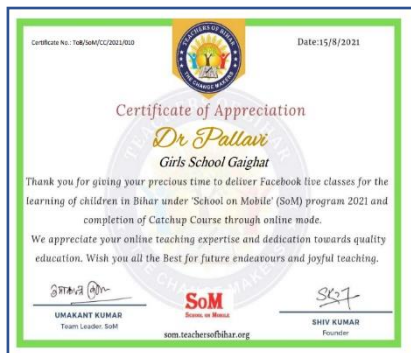 Certificate No.: ToB/SoM/CC/2021/010
Date:15/8/2021
TEACHERS OF BIHAR
THE CHANGE MAKERS
Certificate of Appreciation
Dr Pallavi
Girls School Gaighat
Thank you for giving your precious time to deliver Facebook live classes for the
learning of children in Bihar under 'School on Mobile' (SoM) program 2021 and
completion of Catchup Course through online mode.
We appreciate your online teaching expertise and dedication towards quality
education. Wish you all the Best for future endeavours and joyful teaching.
UMAKANT KUMAR
Team Leader, SoM
SoM
SCHOOL ON MOBILE
som.teachersofbihar.org
SHIV KUMAR
Founder